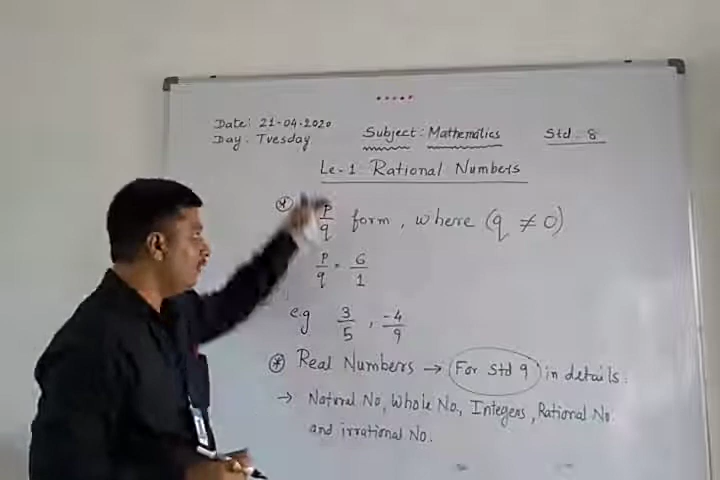 Date: 21-04-2020
Day: Tuesday
Subject: Mathematics
Std - 8
Le-1: Rational Numbers
* p/q form, where (q ≠ 0)
p/q = 6/1
e.g 3/5, -4/9
* Real Numbers → For Std 9 in details.
→ Natural No, Whole No., Integers, Rational No.
and irrational No.